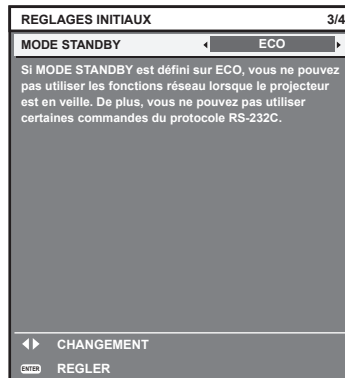 REGLAGES INITIAUX 3/4
MODE STANDBY ECO
Si MODE STANDBY est défini sur ECO, vous ne pouvez
pas utiliser les fonctions réseau lorsque le projecteur
est en veille. De plus, vous ne pouvez pas utiliser
certaines commandes du protocole RS-232C.
CHANGEMENT
ENTER REGLER